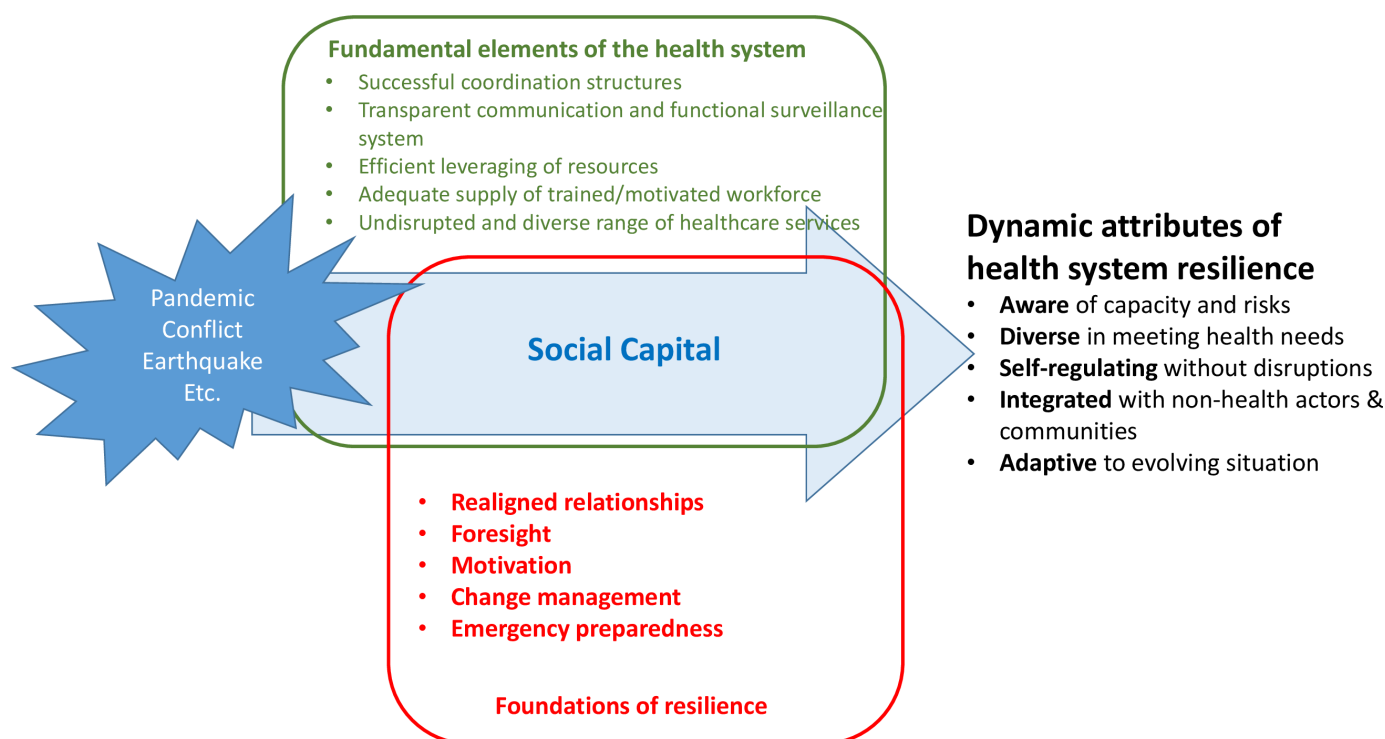 Fundamental elements of the health system
• Successful coordination structures
• Transparent communication and functional surveillance
system
• Efficient leveraging of resources
• Adequate supply of trained/motivated workforce
• Undisrupted and diverse range of healthcare services
Pandemic
Conflict
Earthquake
Etc.
Social Capital
• Realigned relationships
• Foresight
• Motivation
• Change management
• Emergency preparedness
Foundations of resilience
Dynamic attributes of
health system resilience
• Aware of capacity and risks
• Diverse in meeting health needs
• Self-regulating without disruptions
• Integrated with non-health actors &
communities
• Adaptive to evolving situation